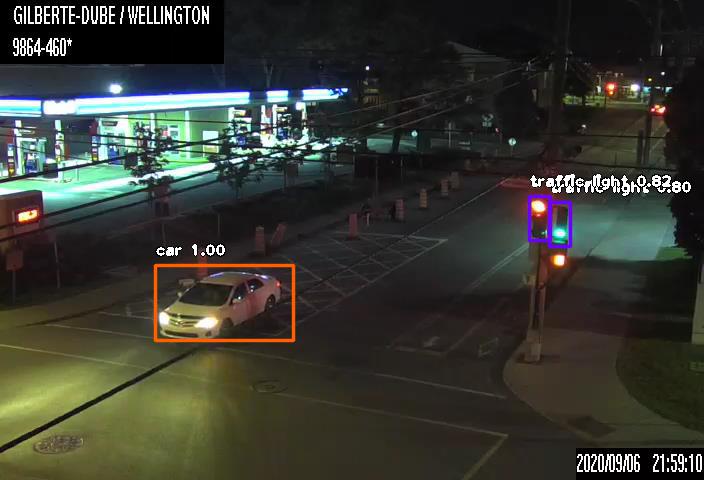 GILBERTE-DUBE / WELLINGTON
9864-460*
traffic light 0.82
traffic light 0.80
car 1.00
2020/09/06 21:59:10